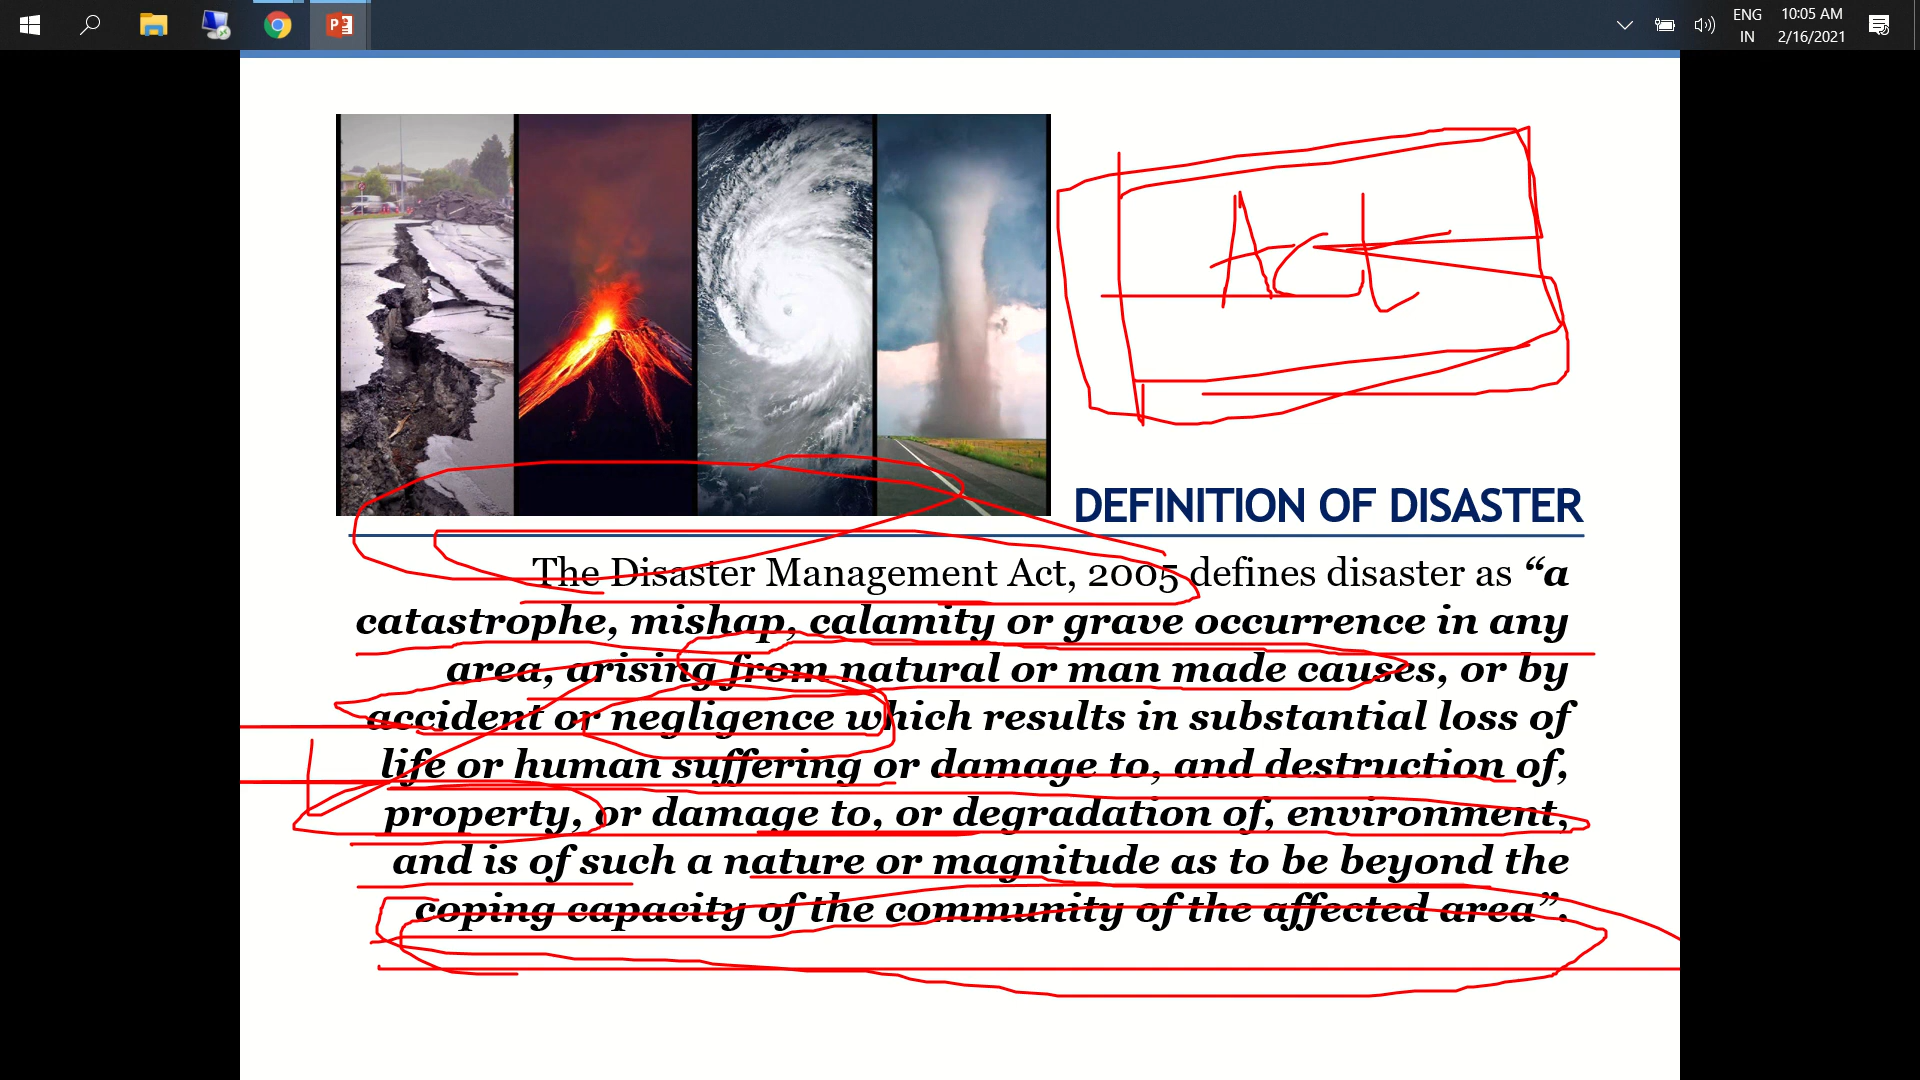 ENG
10:05 AM
IN
2/16/2021
Act
DEFINITION OF DISASTER
The Disaster Management Act, 2005 defines disaster as “a
catastrophe, mishap, calamity or grave occurrence in any
area, arising from natural or man made causes, or by
accident or negligence which results in substantial loss of
life or human suffering or damage to, and destruction of,
property, or damage to, or degradation of, environment,
and is of such a nature or magnitude as to be beyond the
coping capacity of the community of the affected area”.